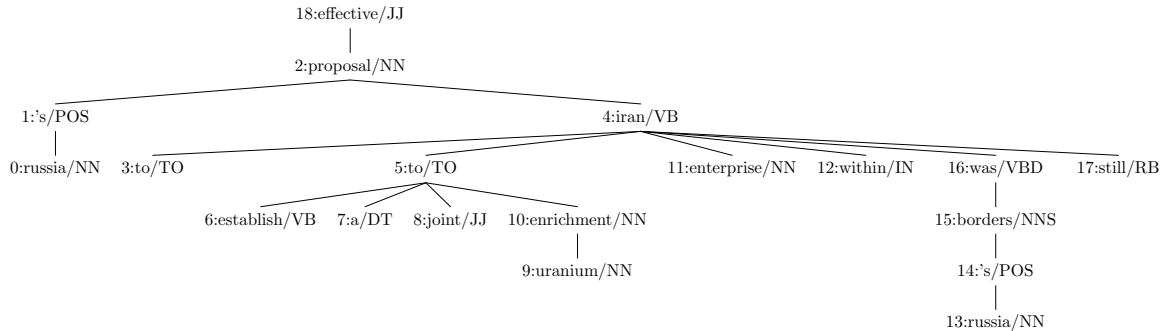 18:effective/JJ
2:proposal/NN
1:'s/POS 4:iran/VB
0:russia/NN 3:to/TO 5:to/TO 11:enterprise/NN 12:within/IN 16:was/VBD 17:still/RB
6:establish/VB 7:a/DT 8:joint/JJ 10:enrichment/NN 15:borders/NNS
9:uranium/NN 14:'s/POS
13:russia/NN